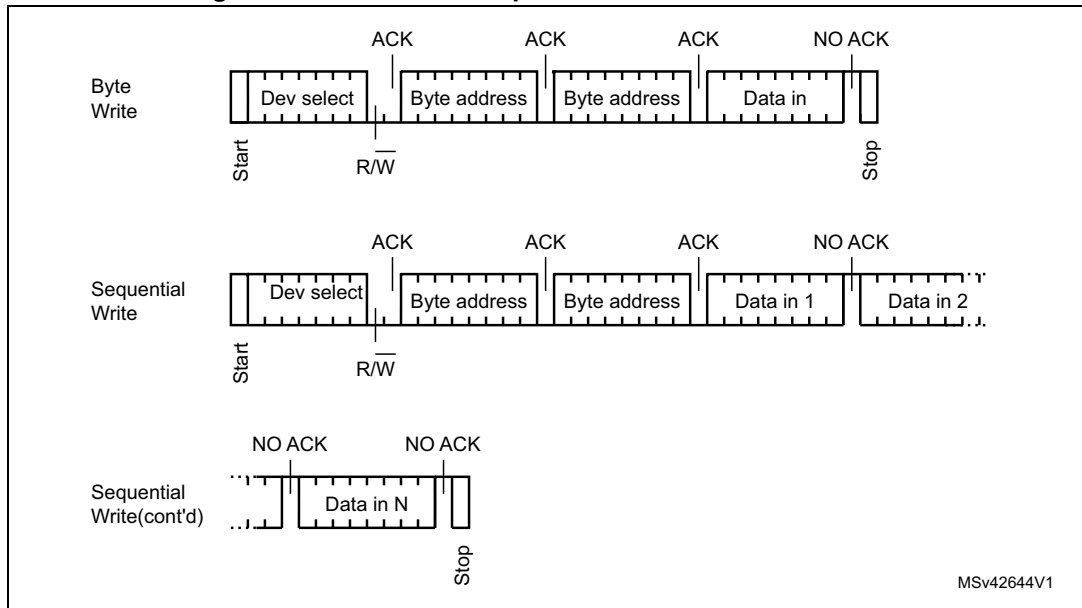 ACK ACK ACK NO ACK
Byte
Write
Dev select Byte address Byte address Data in
Start
R/W
Stop
ACK ACK ACK NO ACK
Sequential
Write
Dev select Byte address Byte address Data in 1 Data in 2
Start
R/W
NO ACK NO ACK
Sequential
Write(cont'd)
Data in N
Stop
MSv42644V1